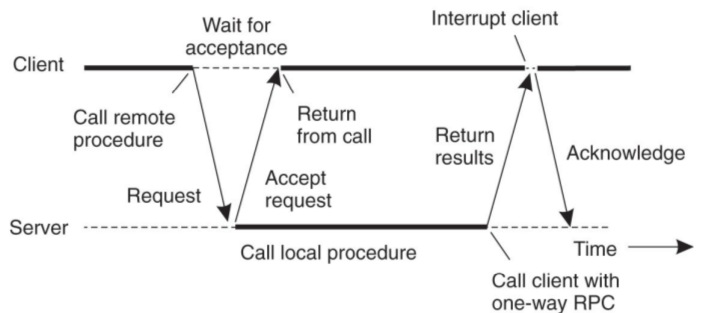 Interrupt client
Wait for
acceptance
Client
Call remote
procedure
Return
from call
Return
results
Acknowledge
Request
Accept
request
Server
Call local procedure
Time
Call client with
one-way RPC